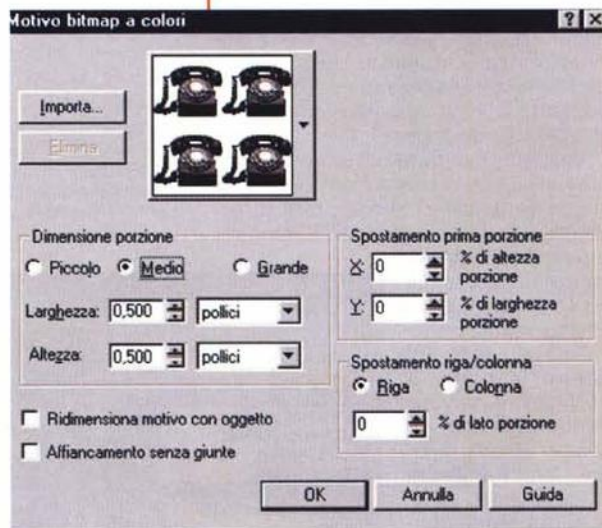 Motivo bitmap a colori
Importa...
Elimina
Dimensione porzione
Piccolo Medio Grande
Larghezza: 0,500 pollici
Altezza: 0,500 pollici
Ridimensiona motivo con oggetto
Affiancamento senza giunte
Spostamento prima porzione
X: 0 % di altezza
porzione
Y: 0 % di larghezza
porzione
Spostamento riga/colonna
Riga Colonna
0 % di lato porzione
OK Annulla Guida